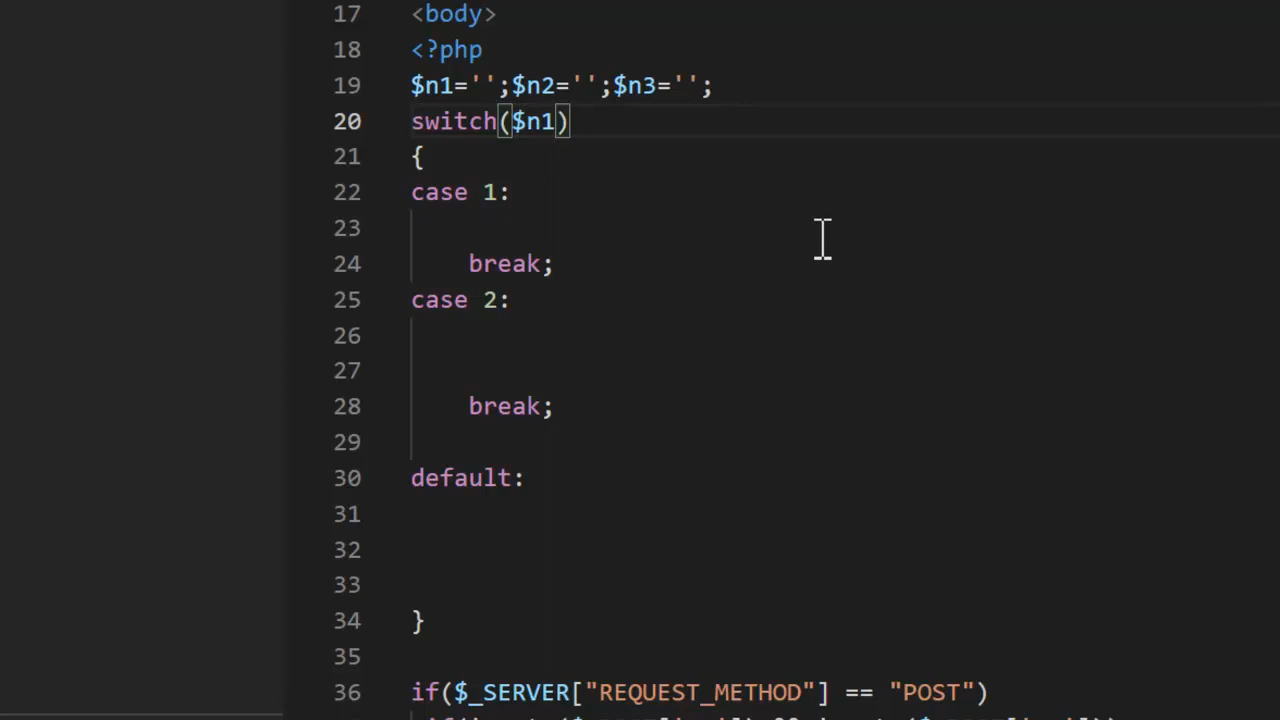 17 <body>
18 <?php
19 $n1='';$n2='';$n3='';
20 switch($n1)
21 {
22 case 1:
23
24 break;
25 case 2:
26
27
28 break;
29
30 default:
31
32
33
34 }
35
36 if($_SERVER["REQUEST_METHOD"] == "POST")